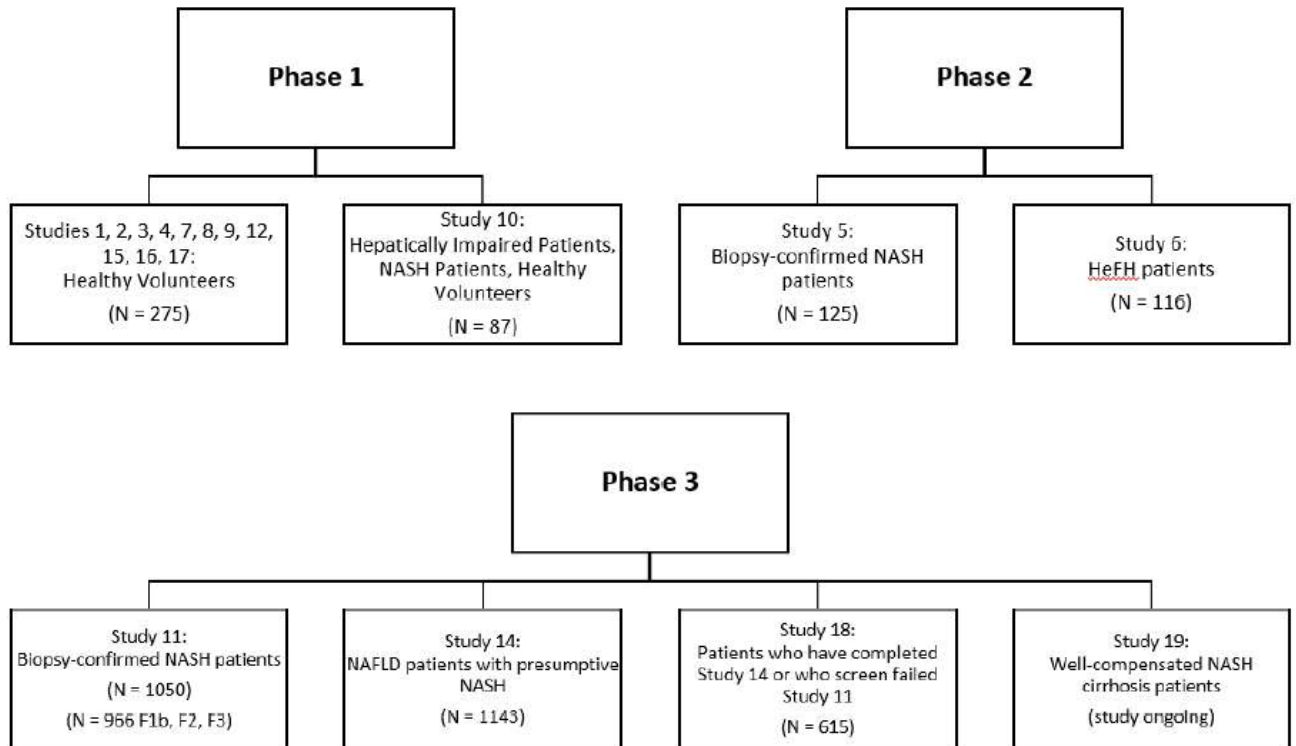 Phase 1
Phase 2
Studies 1, 2, 3, 4, 7, 8, 9, 12,
15, 16, 17:
Healthy Volunteers
(N = 275)
Study 10:
Hepatically Impaired Patients,
NASH Patients, Healthy
Volunteers
(N = 87)
Study 5:
Biopsy-confirmed NASH
patients
(N = 125)
Study 6:
HeFH patients
(N = 116)
Phase 3
Study 11:
Biopsy-confirmed NASH patients
(N = 1050)
(N = 966 F1b, F2, F3)
Study 14:
NAFLD patients with presumptive
NASH
(N = 1143)
Study 18:
Patients who have completed
Study 14 or who screen failed
Study 11
(N = 615)
Study 19:
Well-compensated NASH
cirrhosis patients
(study ongoing)